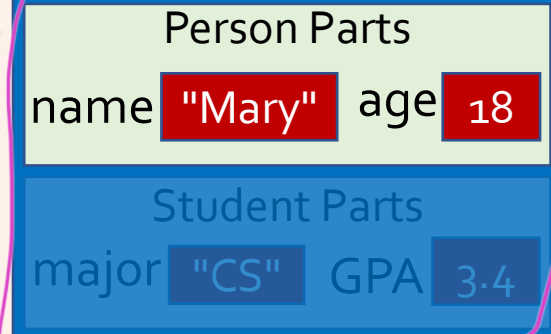 Person Parts
name "Mary" age 18
Student Parts
major "CS" GPA 3.4